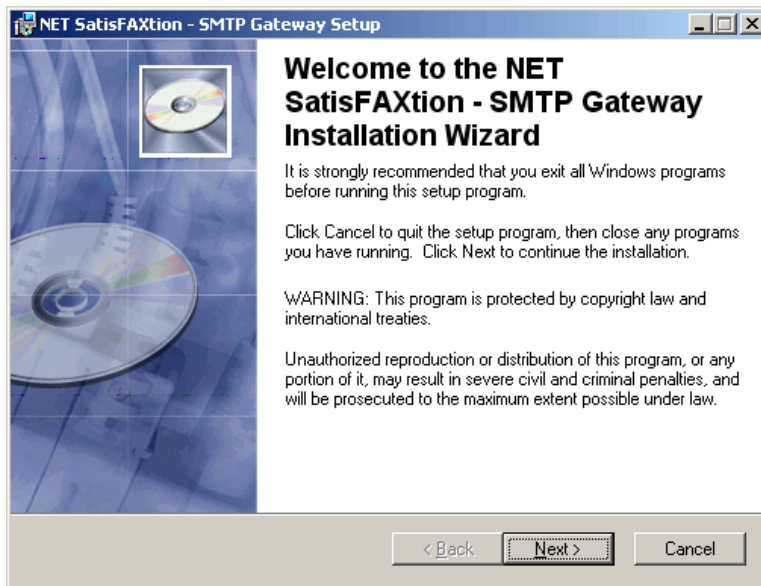 NET SatisFAXtion - SMTP Gateway Setup
Welcome to the NET
SatisFAXtion - SMTP Gateway
Installation Wizard
It is strongly recommended that you exit all Windows programs
before running this setup program.
Click Cancel to quit the setup program, then close any programs
you have running. Click Next to continue the installation.
WARNING: This program is protected by copyright law and
international treaties.
Unauthorized reproduction or distribution of this program, or any
portion of it, may result in severe civil and criminal penalties, and
will be prosecuted to the maximum extent possible under law.
< Back
Next >
Cancel